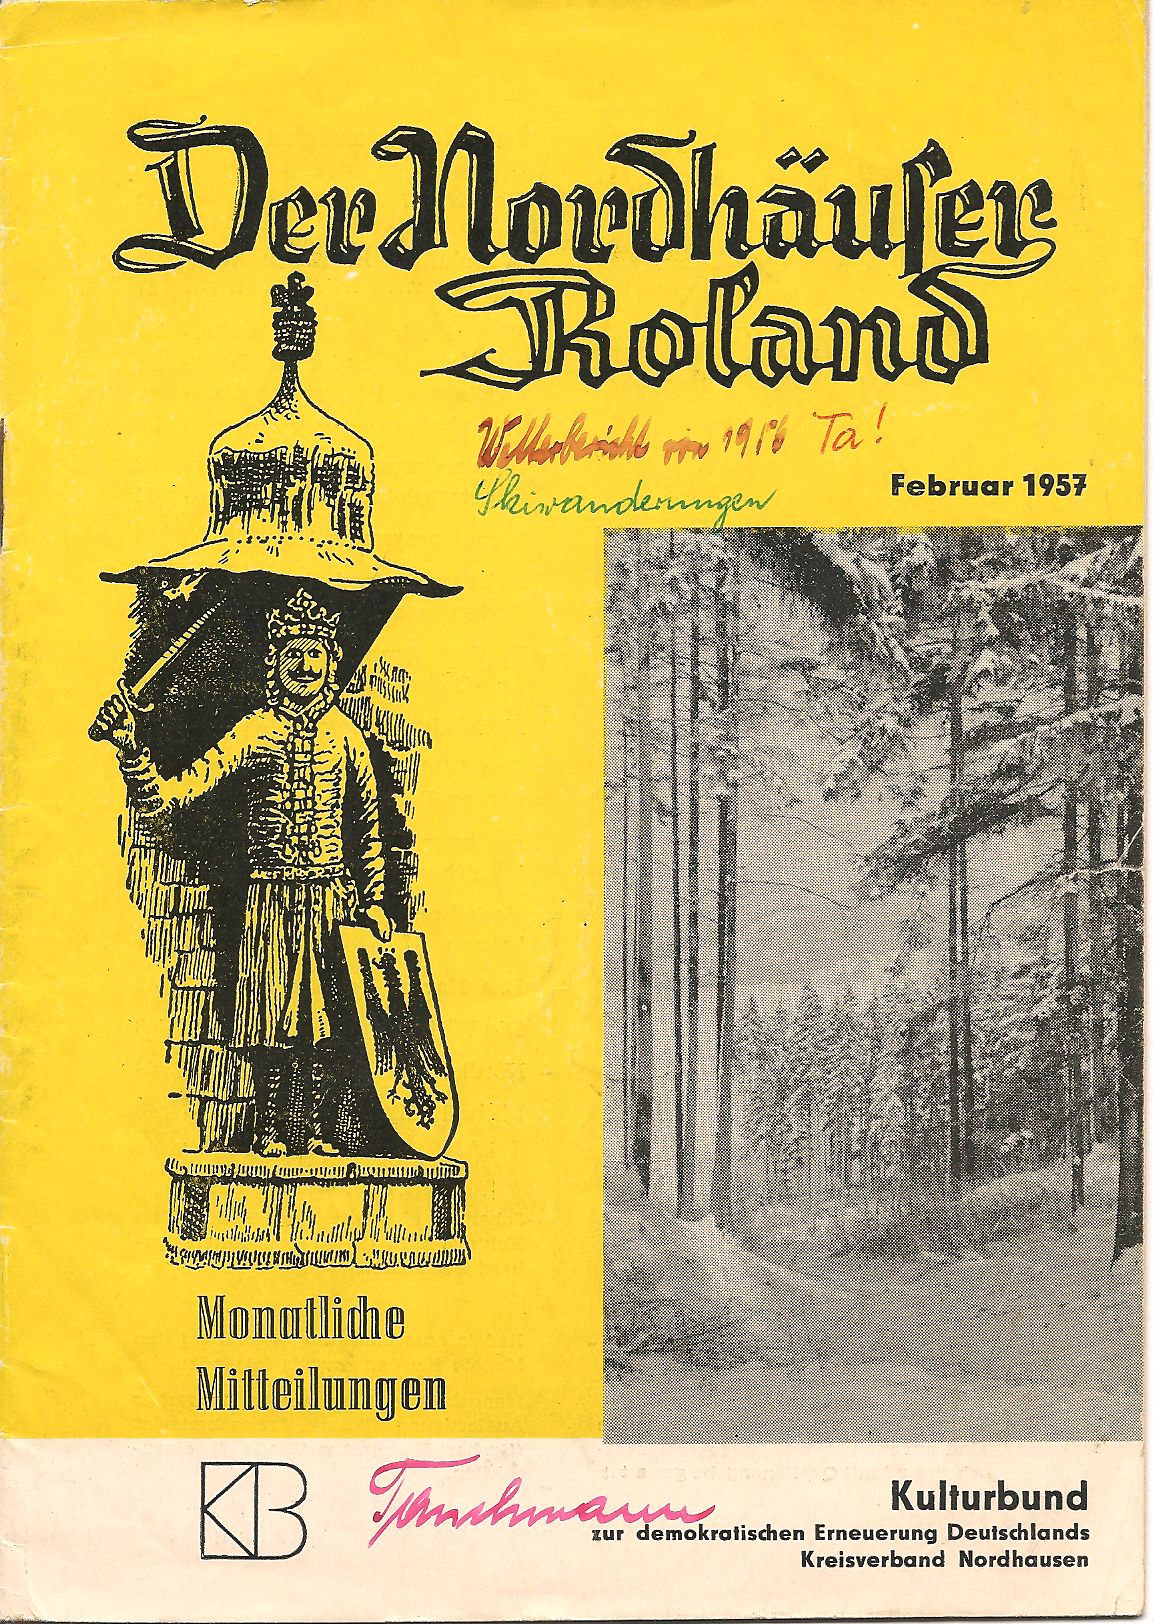 Der Nordhäuser
Roland
Wetterbericht von 1956 Ta!
Skiwanderungen
Februar 1957
Monatliche
Mitteilungen
KB
Kulturbund
zur demokratischen Erneuerung Deutschlands
Kreisverband Nordhausen